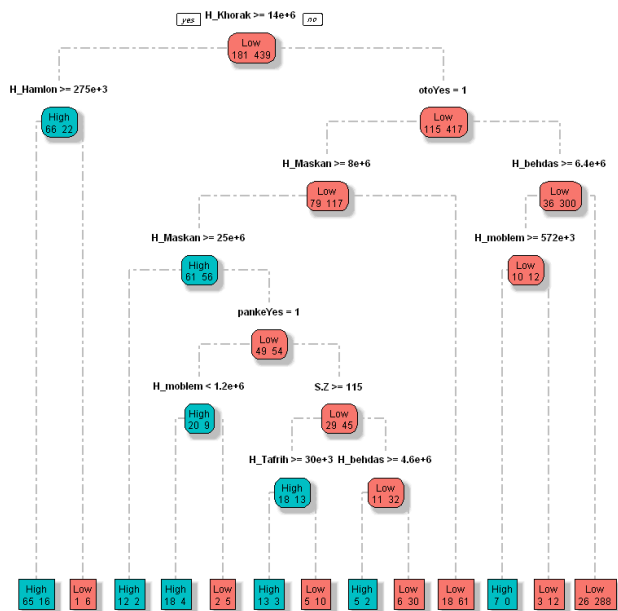 yes H_Khorak >= 14e+6 no
Low
181 439
H_Hamlon >= 275e+3 otoYes = 1
High Low
66 22 115 417
H_Maskan >= 8e+6 H_behdas >= 6.4e+6
Low Low
79 117 36 300
H_Maskan >= 25e+6 H_moblem >= 572e+3
High Low
61 56 10 12
pankeYes = 1
Low
49 54
H_moblem < 1.2e+6 S.Z >= 115
High Low
20 9 29 45
H_Tafrih >= 30e+3 H_behdas >= 4.6e+6
High Low
18 13 11 32
High Low High High Low High Low High Low Low High Low Low
65 16 1 6 12 2 18 4 2 5 13 3 5 10 5 2 6 30 18 61 7 0 3 12 26 288